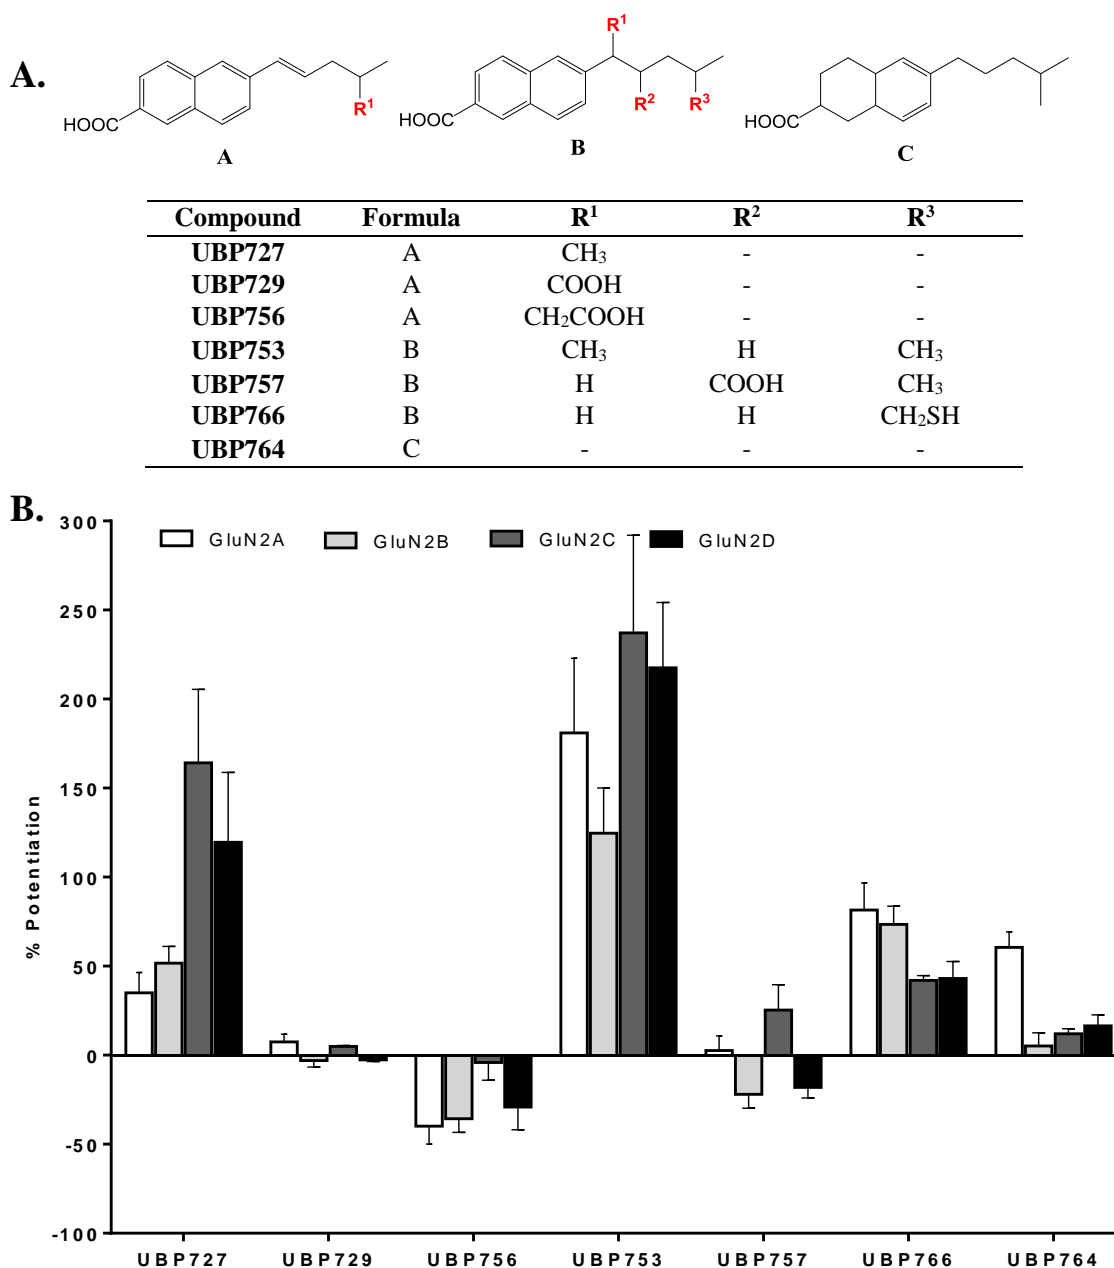 A.
R¹
HOOC
A
R¹
R²
R³
HOOC
B
HOOC
C
Compound Formula R¹ R² R³
UBP727 A CH₃ - -
UBP729 A COOH - -
UBP756 A CH₂COOH - -
UBP753 B CH₃ H CH₃
UBP757 B H COOH CH₃
UBP766 B H H CH₂SH
UBP764 C - - -
B.
GluN2A GluN2B GluN2C GluN2D
% Potentiation
300
250
200
150
100
50
0
-50
-100
UBP727 UBP729 UBP756 UBP753 UBP757 UBP766 UBP764